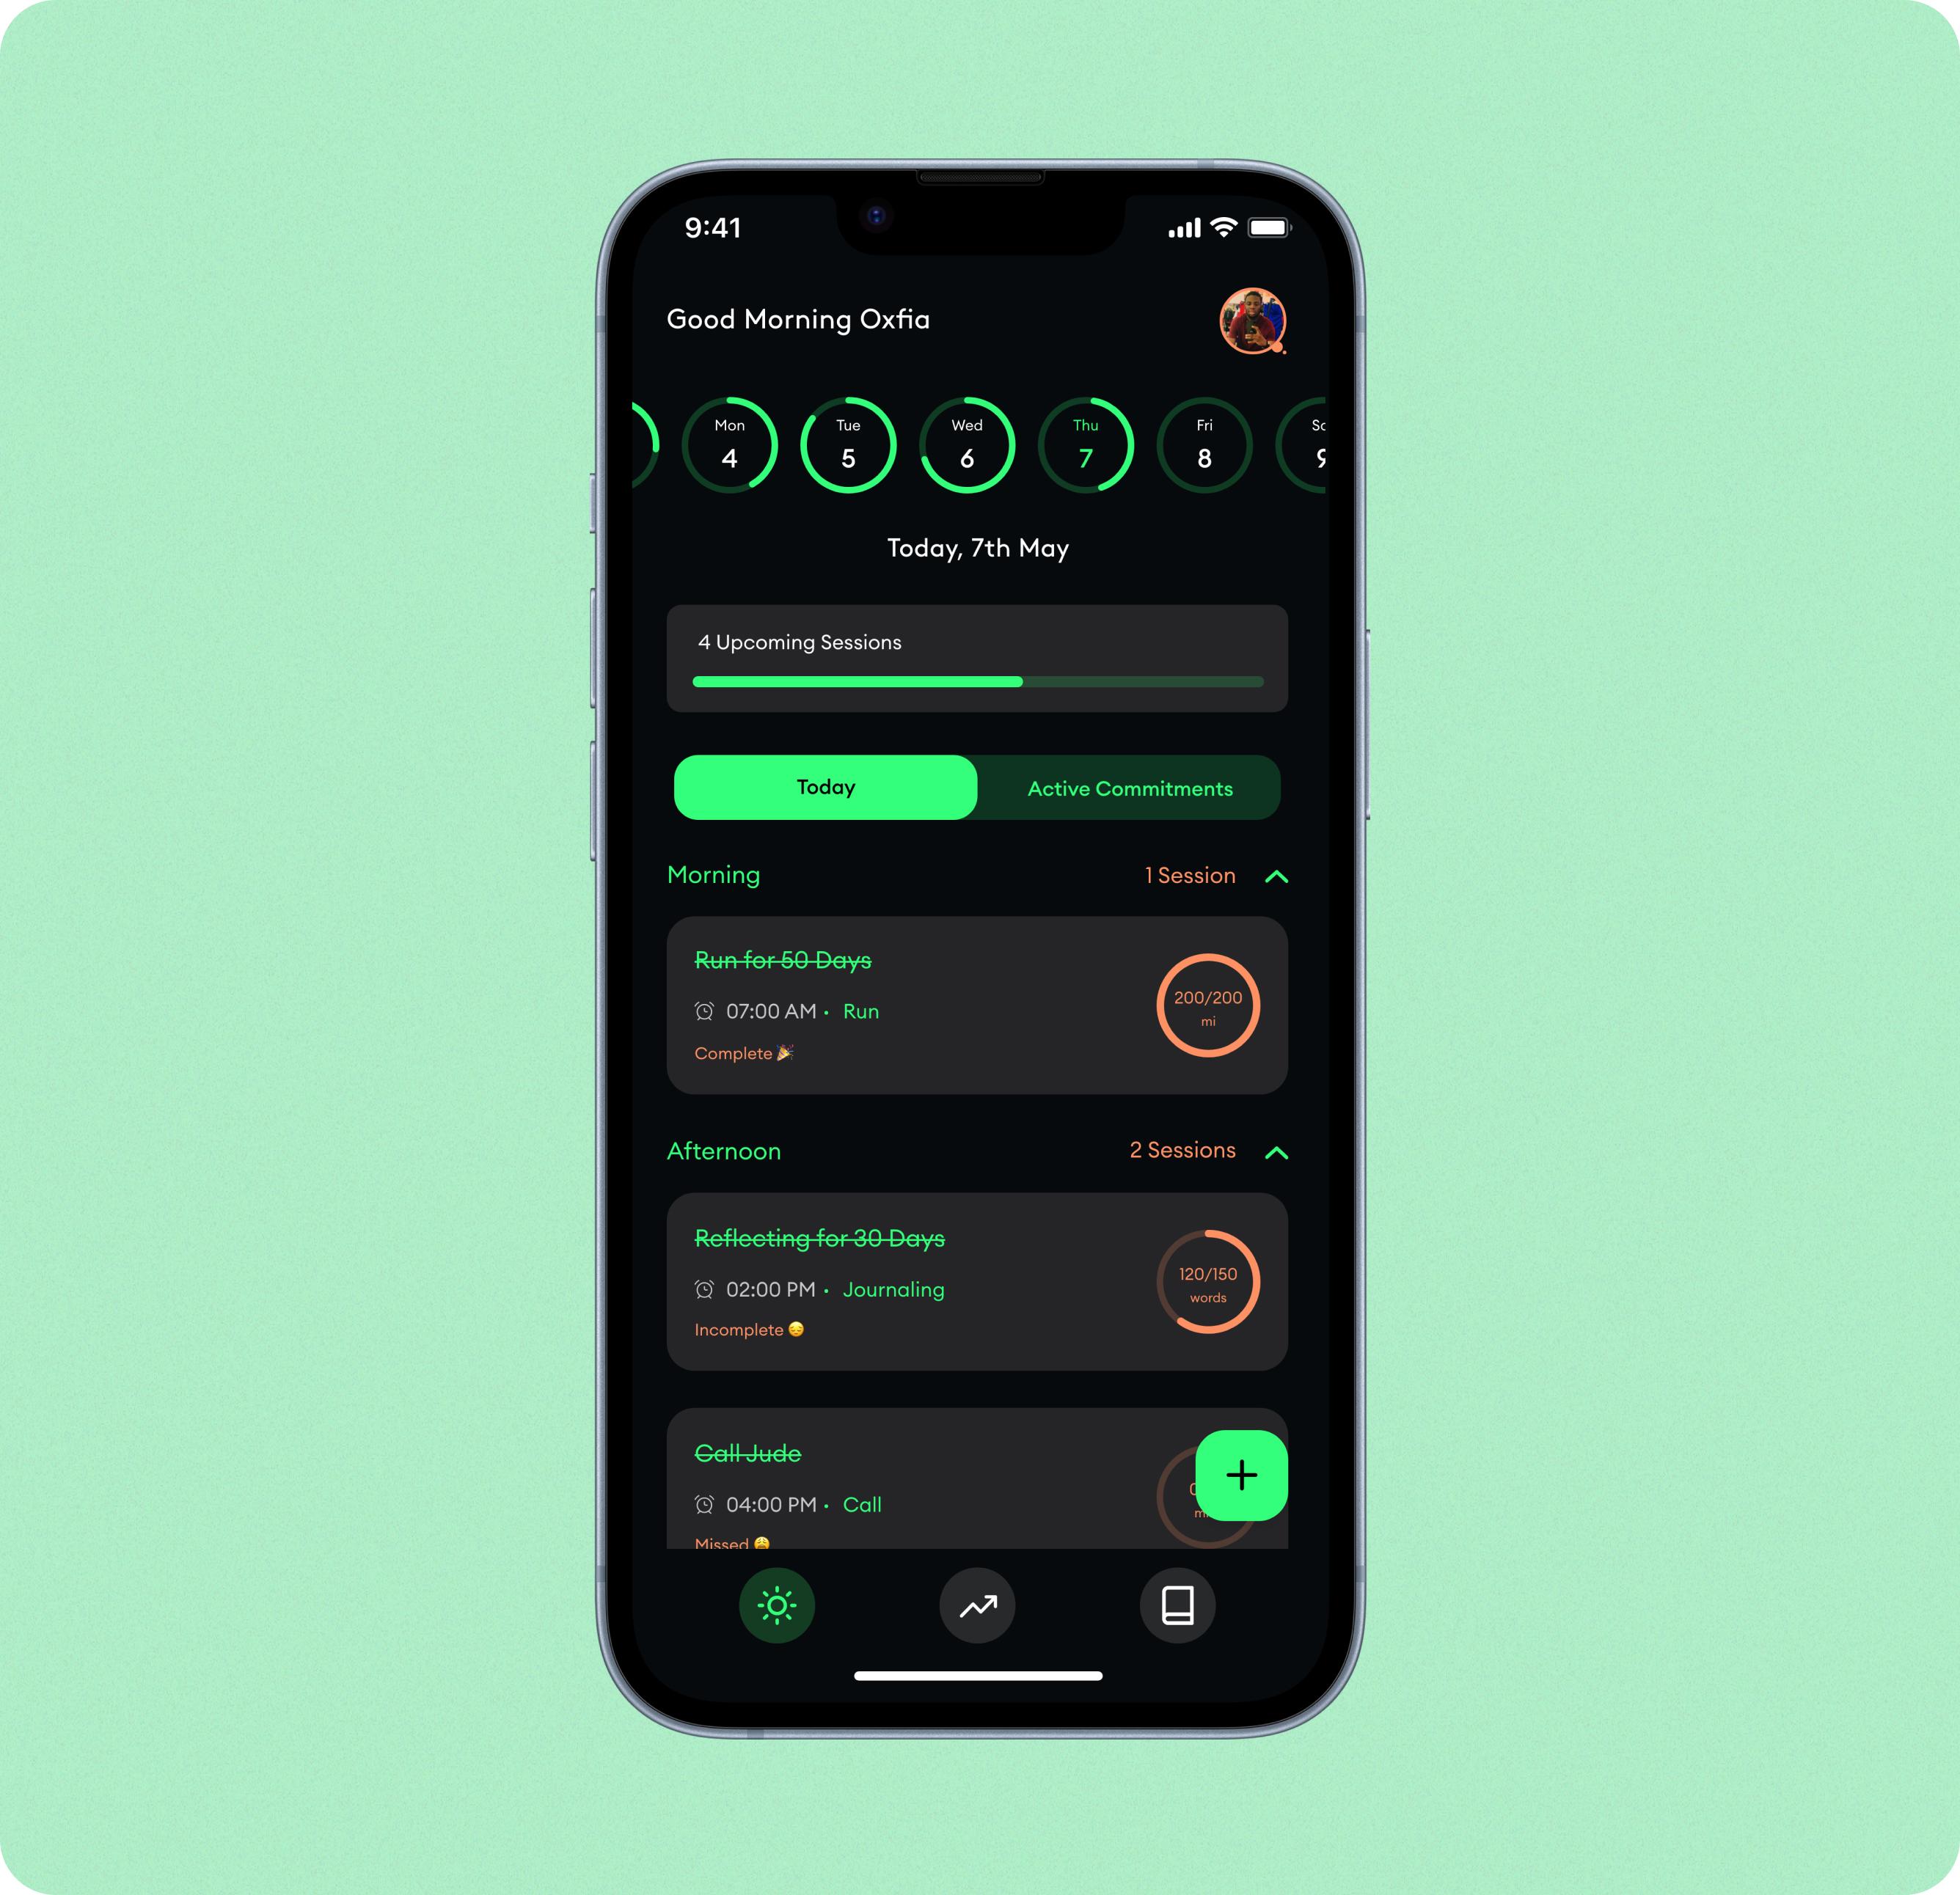 9:41
Good Morning Oxfia
Mon
4
Tue
5
Wed
6
Thu
7
Fri
8
9
Today, 7th May
4 Upcoming Sessions
Today
Active Commitments
Morning
1 Session
Run for 50 Days
07:00 AM • Run
Complete 🎉
200/200
mi
Afternoon
2 Sessions
Reflecting for 30 Days
02:00 PM • Journaling
Incomplete 😔
120/150
words
Call Jude
04:00 PM • Call
Missed 😩